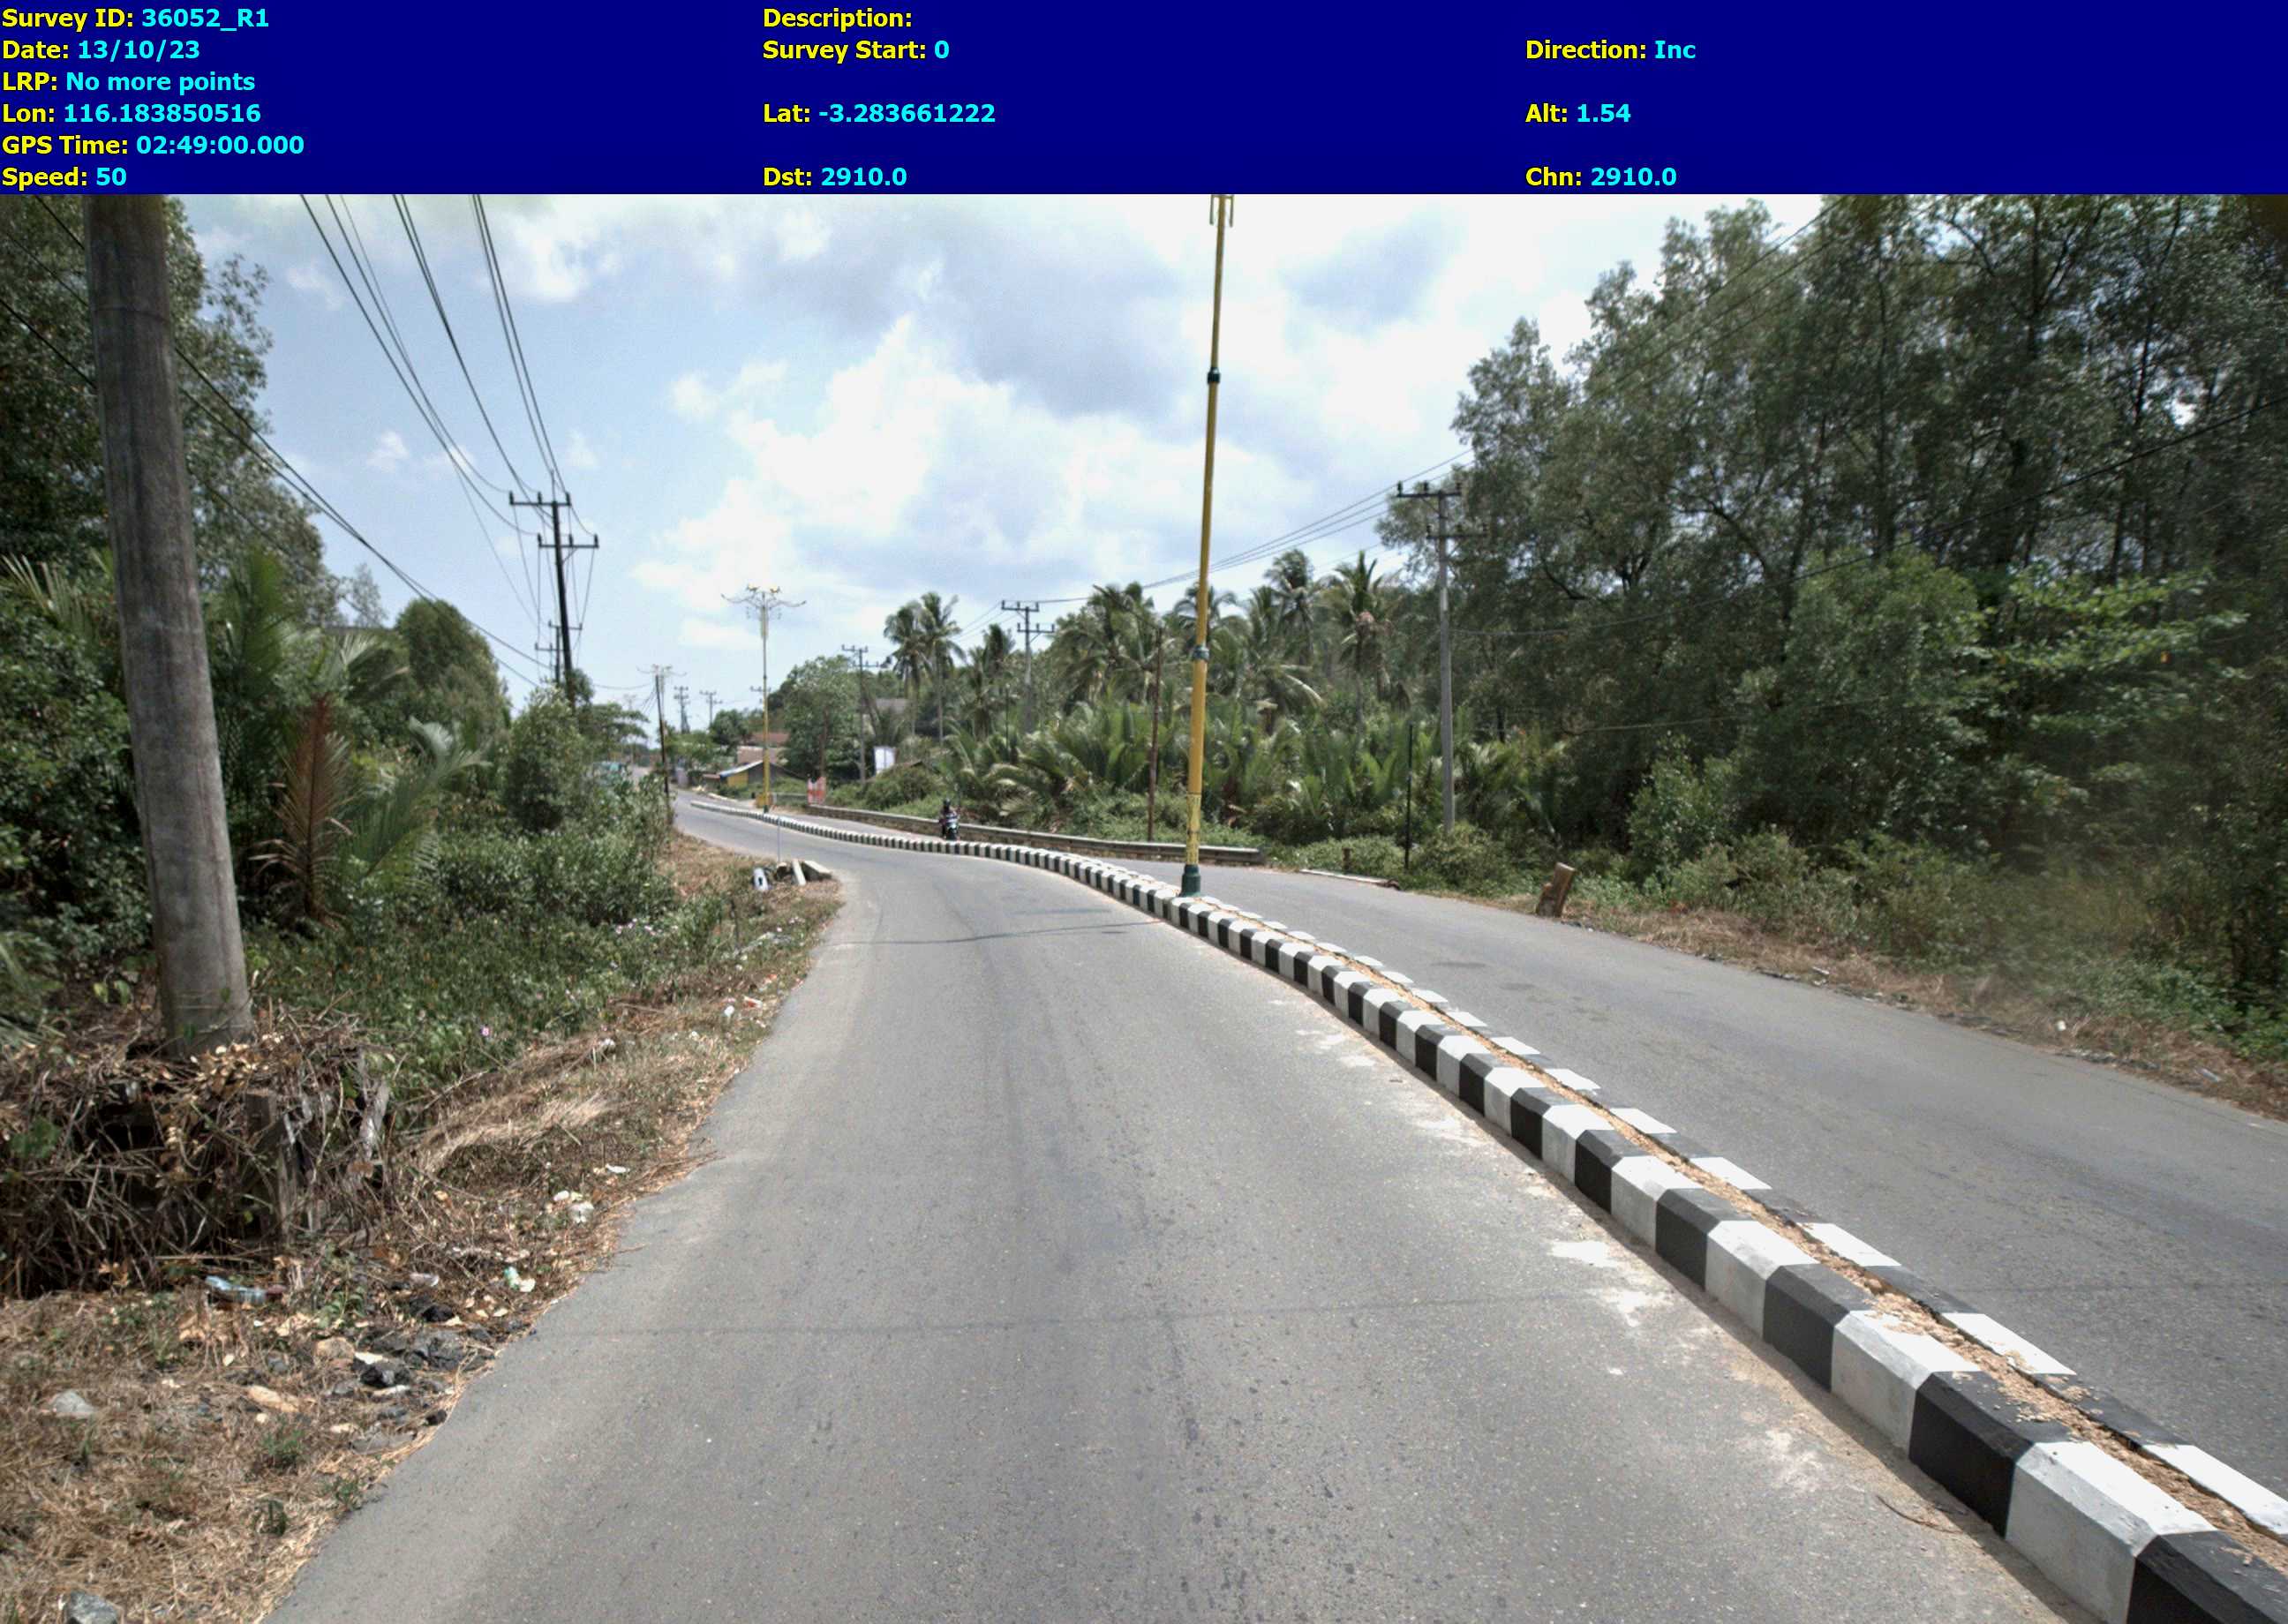 Survey ID: 36052_R1 Description:
Date: 13/10/23 Survey Start: 0 Direction: Inc
LRP: No more points
Lon: 116.183850516 Lat: -3.283661222 Alt: 1.54
GPS Time: 02:49:00.000
Speed: 50 Dst: 2910.0 Chn: 2910.0